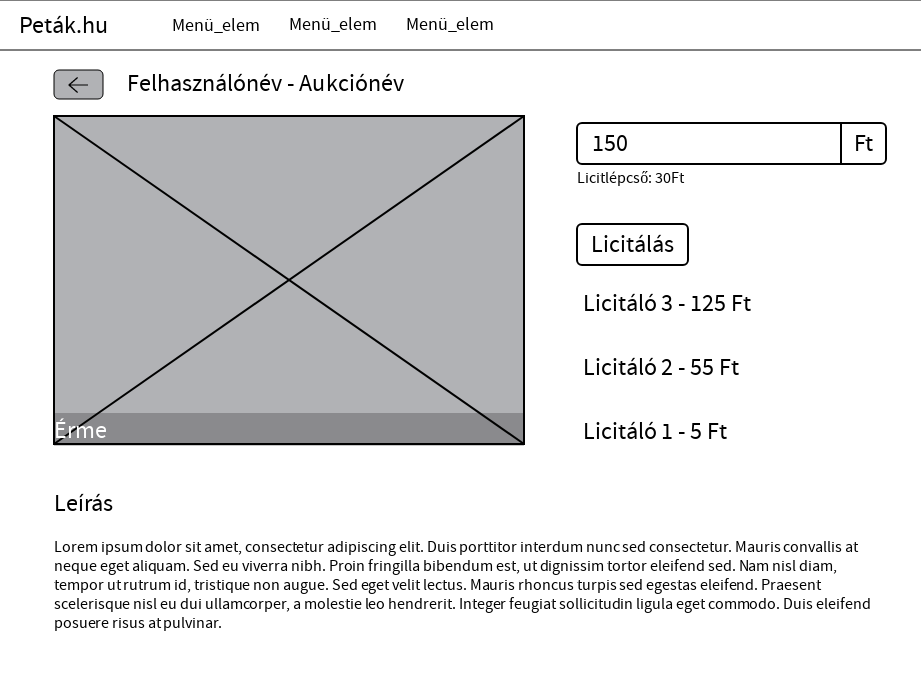 Peták.hu Menü_elem Menü_elem Menü_elem
Felhasználónév - Aukciónév
150 Ft
Licitlépcső: 30Ft
Licitálás
Licitáló 3 - 125 Ft
Licitáló 2 - 55 Ft
Licitáló 1 - 5 Ft
Érme
Leírás
Lorem ipsum dolor sit amet, consectetur adipiscing elit. Duis porttitor interdum nunc sed consectetur. Mauris convallis at
neque eget aliquam. Sed eu viverra nibh. Proin fringilla bibendum est, ut dignissim tortor eleifend sed. Nam nisl diam,
tempor ut rutrum id, tristique non augue. Sed eget velit lectus. Mauris rhoncus turpis sed egestas eleifend. Praesent
scelerisque nisl eu dui ullamcorper, a molestie leo hendrerit. Integer feugiat sollicitudin ligula eget commodo. Duis eleifend
posuere risus at pulvinar.